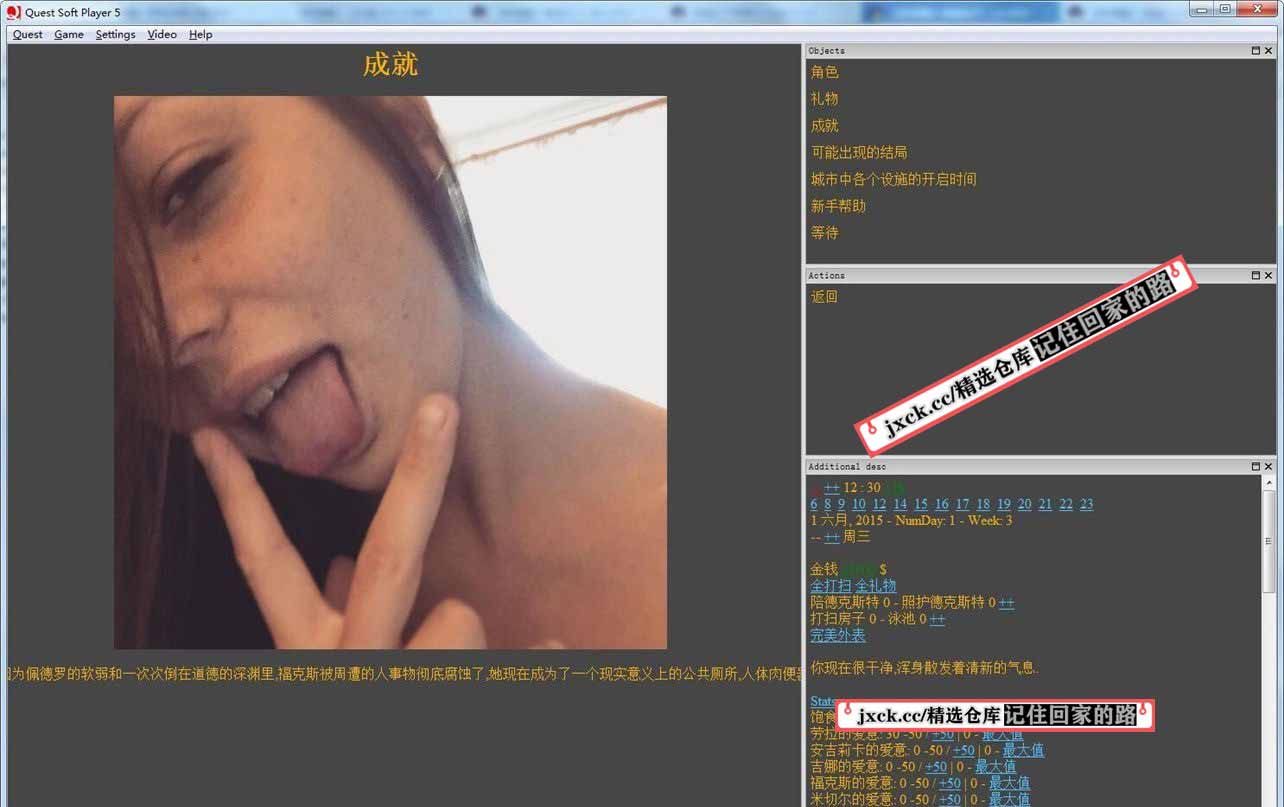 Quest Soft Player 5
Quest Game Settings Video Help
成就
因为佩德罗的软弱和一次次倒在道德的深渊里,福克斯被周遭的人事物彻底腐蚀了,她现在成为了一个现实意义上的公共厕所,人体肉便
Objects
角色
礼物
成就
可能出现的结局
城市中各个设施的开启时间
新手帮助
等待
Actions
返回
jxck.cc/精选仓库 记住回家的路
Additional desc
++ 12 : 30
6 8 9 10 12 14 15 16 17 18 19 20 21 22 23
1 六月, 2015 - NumDay: 1 - Week: 3
-- ++ 周三
金钱 $
全打扫 全礼物
陪德克斯特 0 - 照护德克斯特 0 ++
打扫房子 0 - 泳池 0 ++
完美外表
你现在很干净,浑身散发着清新的气息..
Stats
jxck.cc/精选仓库 记住回家的路
饱食
劳拉的爱意: 30 -50 / +50 | 0 - 最大值
安吉莉卡的爱意: 0 -50 / +50 | 0 - 最大值
吉娜的爱意: 0 -50 / +50 | 0 - 最大值
福克斯的爱意: 0 -50 / +50 | 0 - 最大值
米切尔的爱意: 0 -50 / +50 | 0 - 最大值